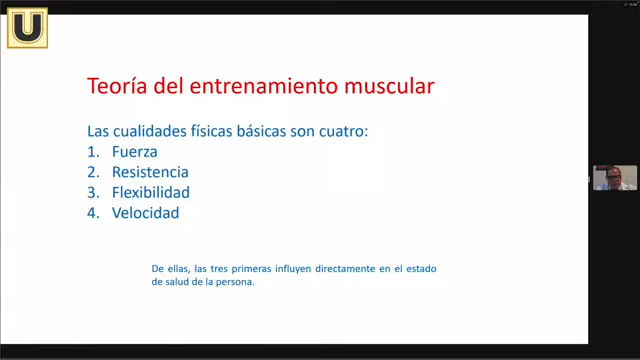 U
Teoría del entrenamiento muscular
Las cualidades físicas básicas son cuatro:
1. Fuerza
2. Resistencia
3. Flexibilidad
4. Velocidad
De ellas, las tres primeras influyen directamente en el estado
de salud de la persona.